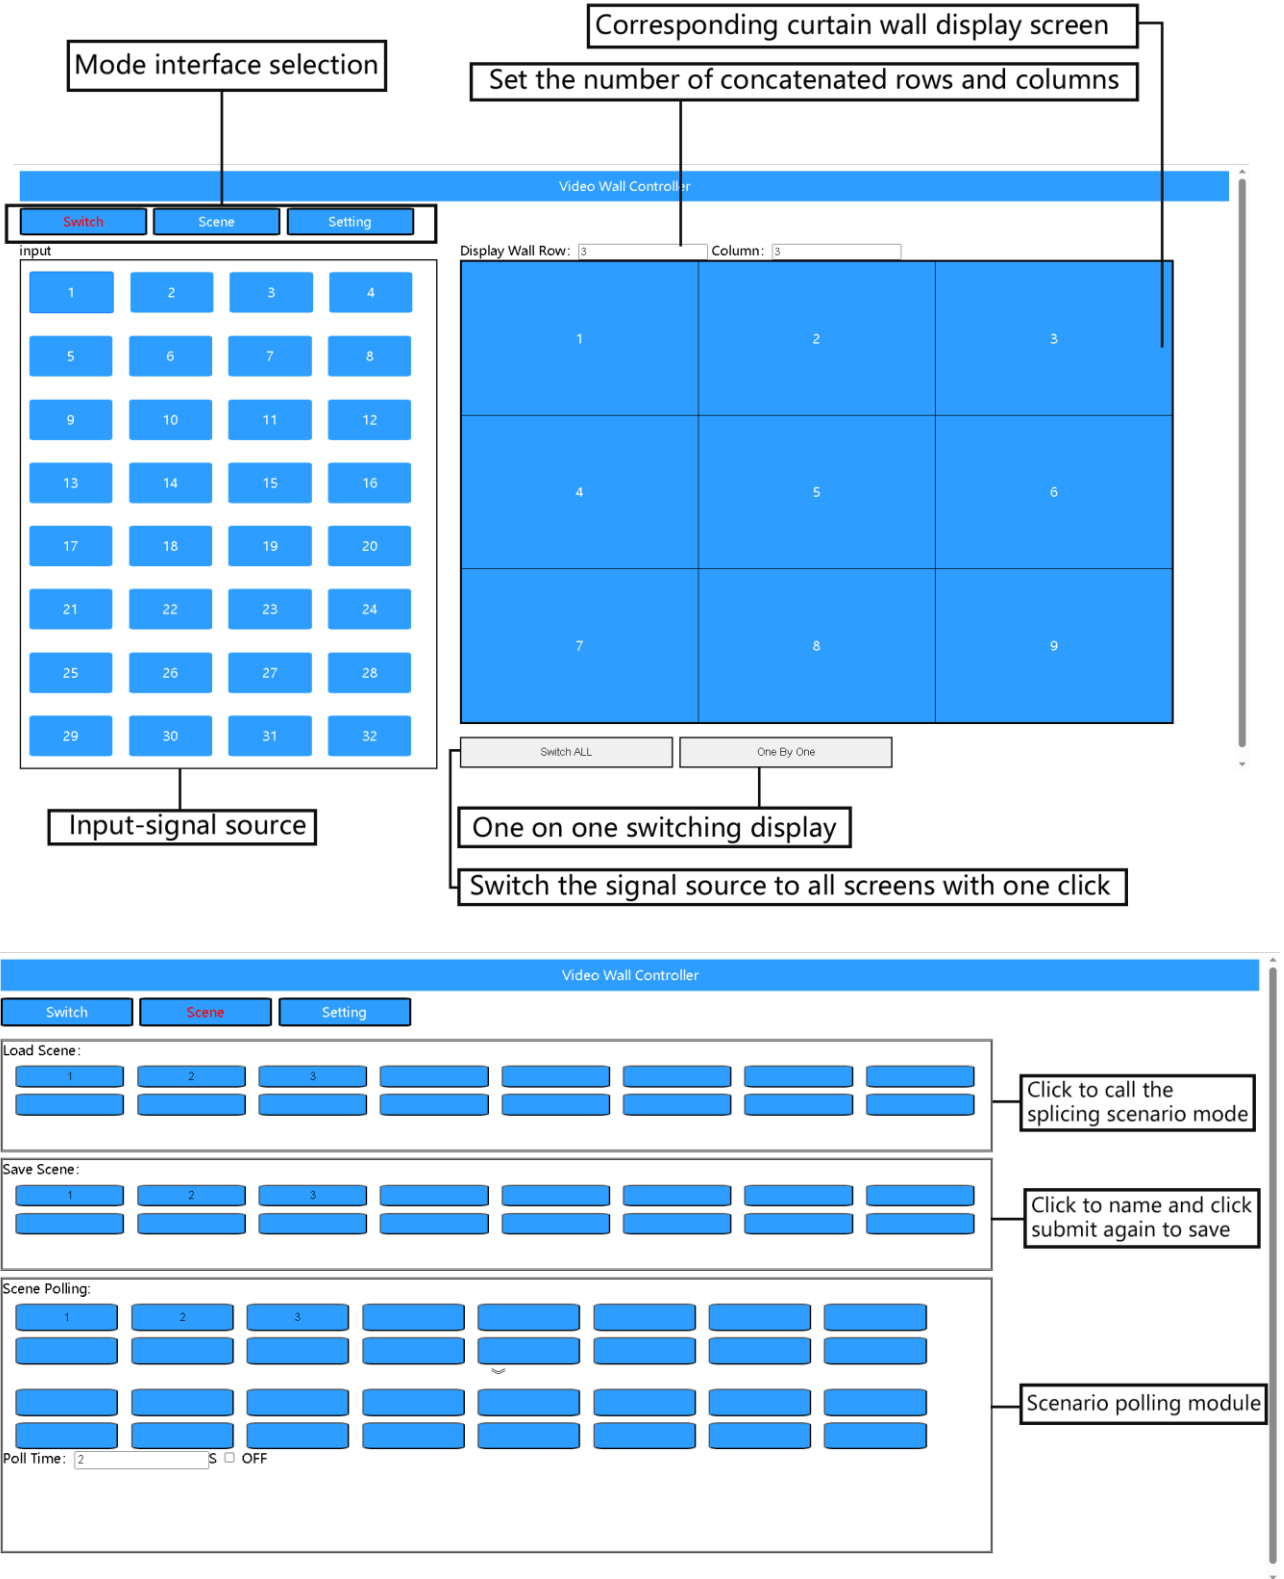 Corresponding curtain wall display screen
Mode interface selection
Set the number of concatenated rows and columns
Video Wall Controller
Switch Scene Setting
input
Display Wall Row: 3 Column: 3
1 2 3 4
5 6 7 8
9 10 11 12
13 14 15 16
17 18 19 20
21 22 23 24
25 26 27 28
29 30 31 32
1 2 3
4 5 6
7 8 9
Switch ALL One By One
Input-signal source
One on one switching display
Switch the signal source to all screens with one click
Video Wall Controller
Switch Scene Setting
Load Scene:
1 2 3
Click to call the
splicing scenario mode
Save Scene:
1 2 3
Click to name and click
submit again to save
Scene Polling:
1 2 3
Scenario polling module
Poll Time: 2 S OFF